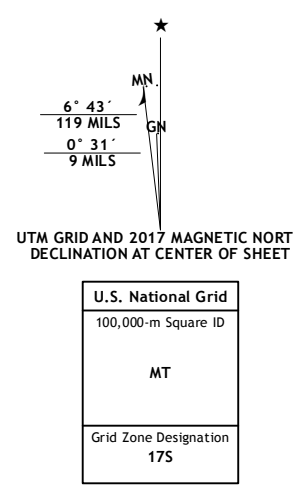 ★
MN
6° 43´
119 MILS
GN
0° 31´
9 MILS
UTM GRID AND 2017 MAGNETIC NORT
DECLINATION AT CENTER OF SHEET
U.S. National Grid
100,000-m Square ID
MT
Grid Zone Designation
17S